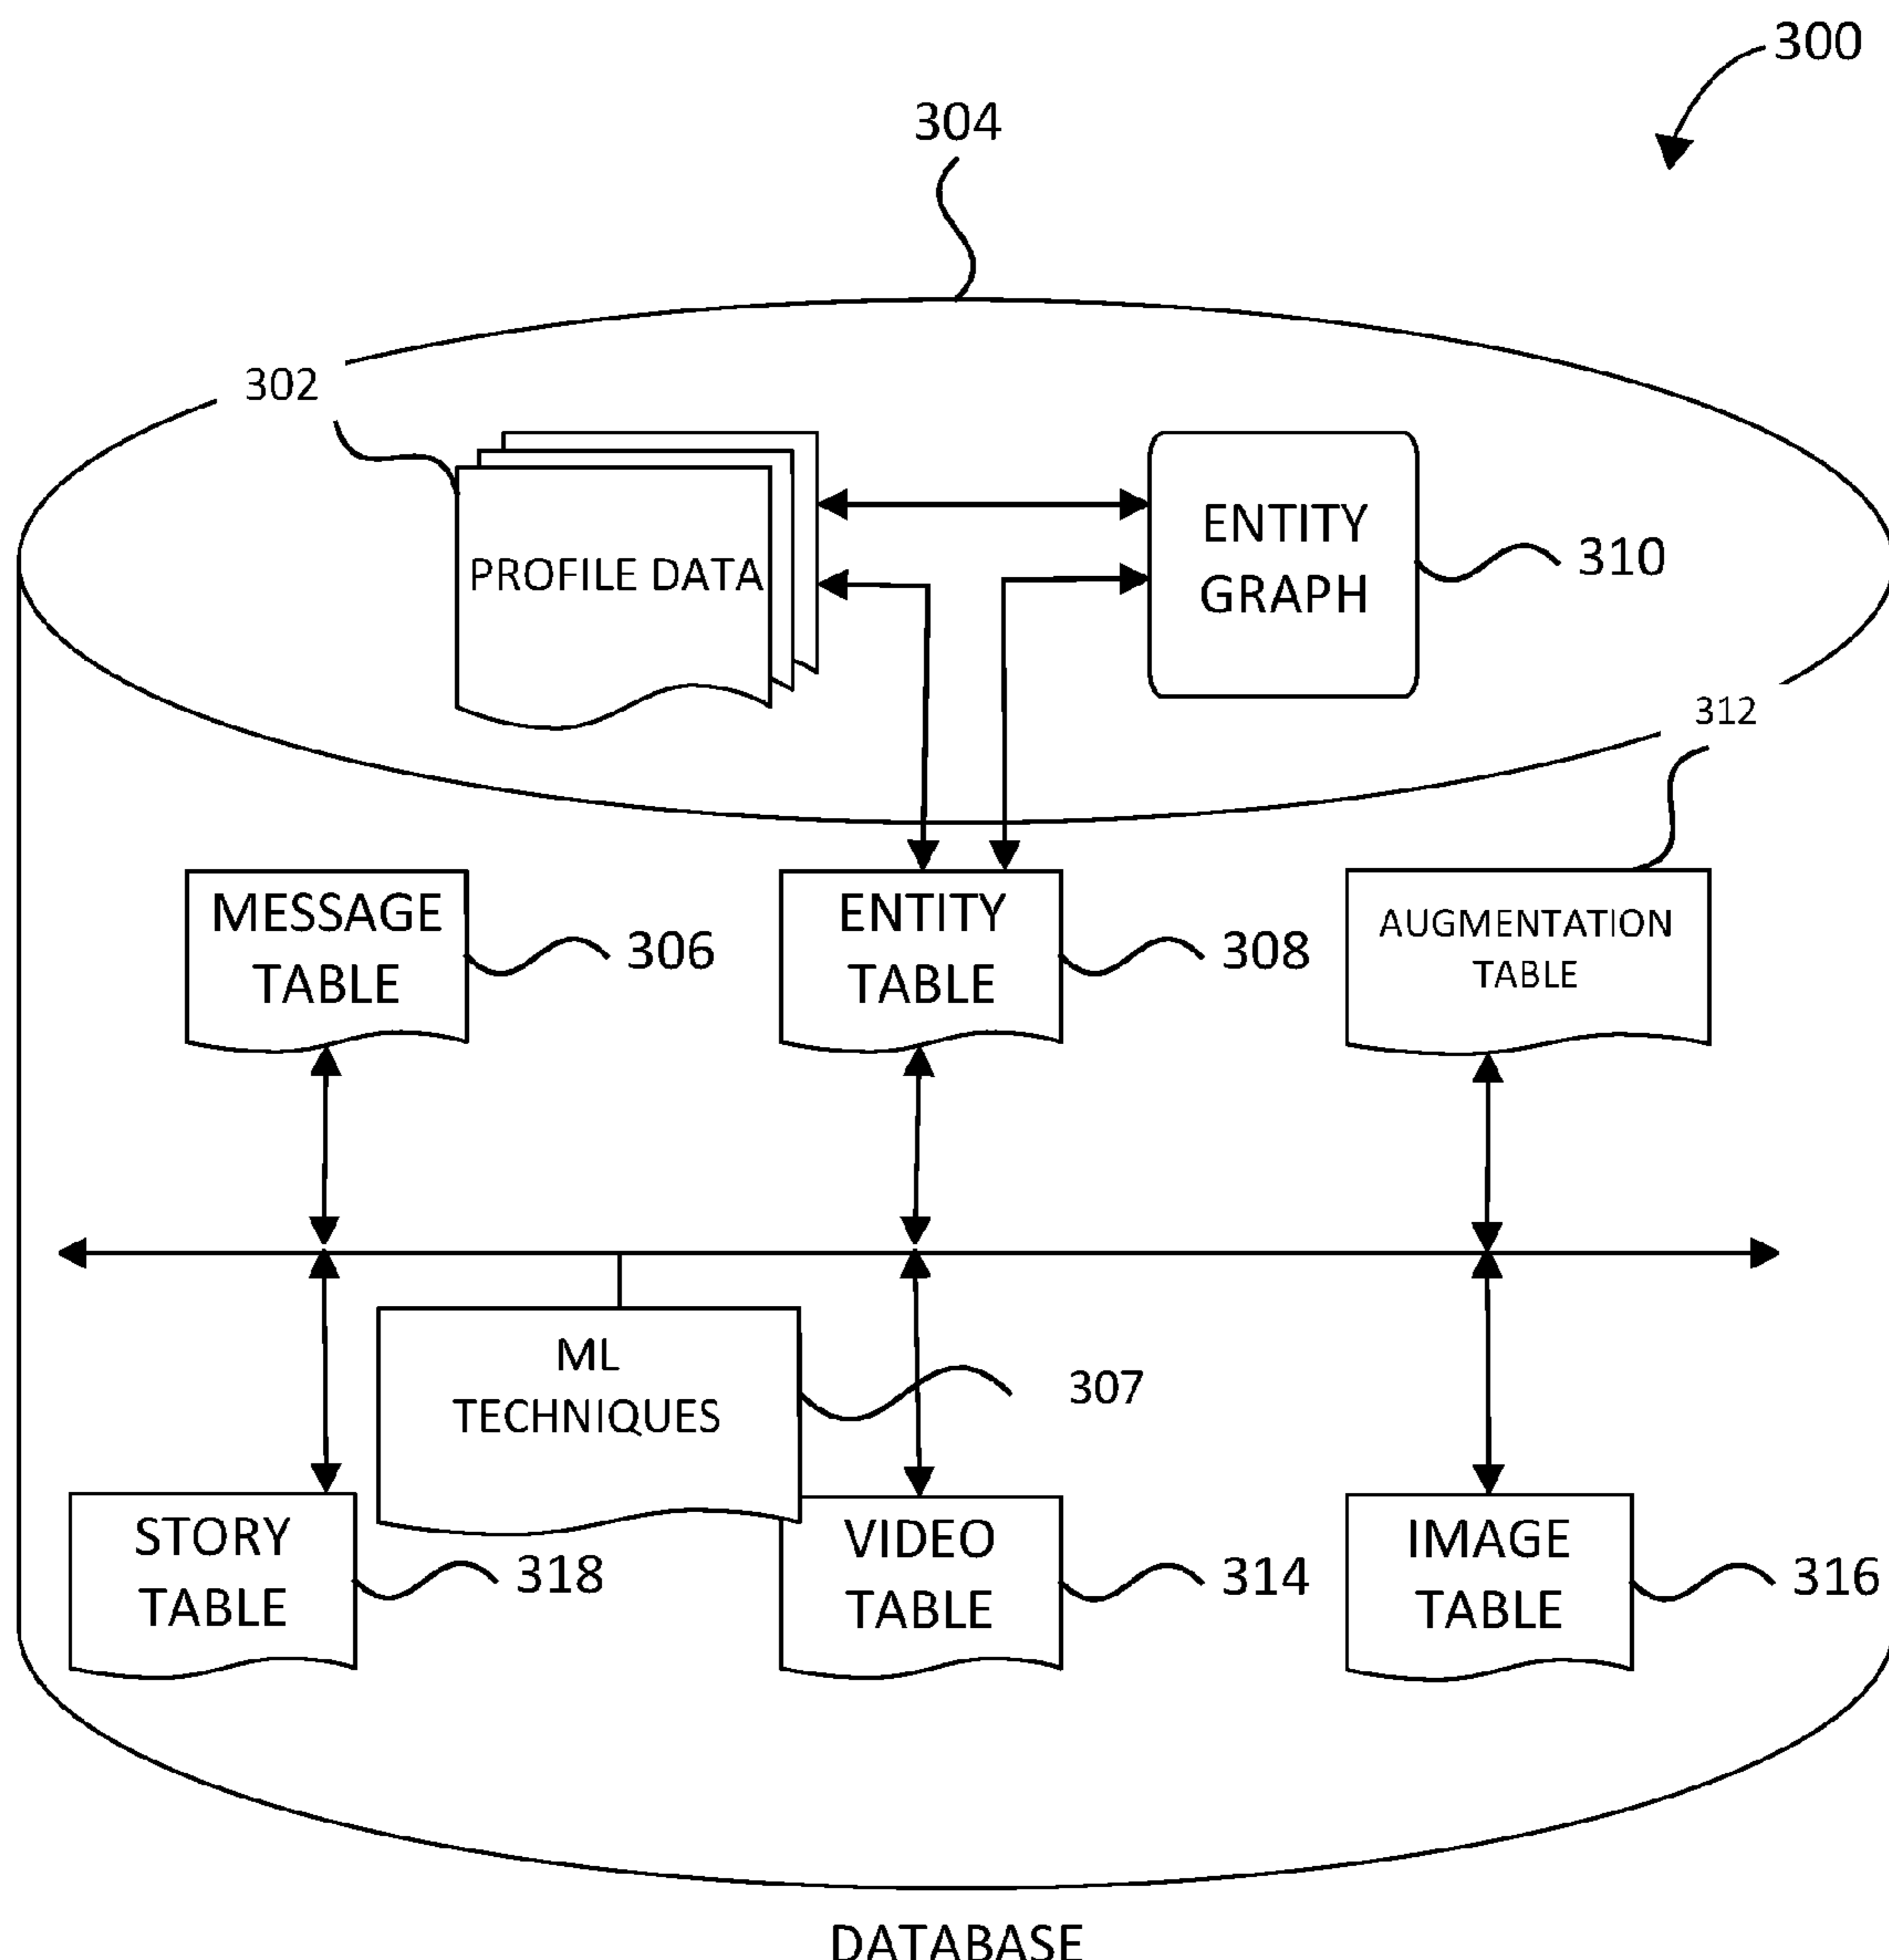 300
304
302
PROFILE DATA
ENTITY
GRAPH
310
312
MESSAGE
TABLE
306
ENTITY
TABLE
308
AUGMENTATION
TABLE
ML
TECHNIQUES
307
STORY
TABLE
318
VIDEO
TABLE
314
IMAGE
TABLE
316
DATABASE